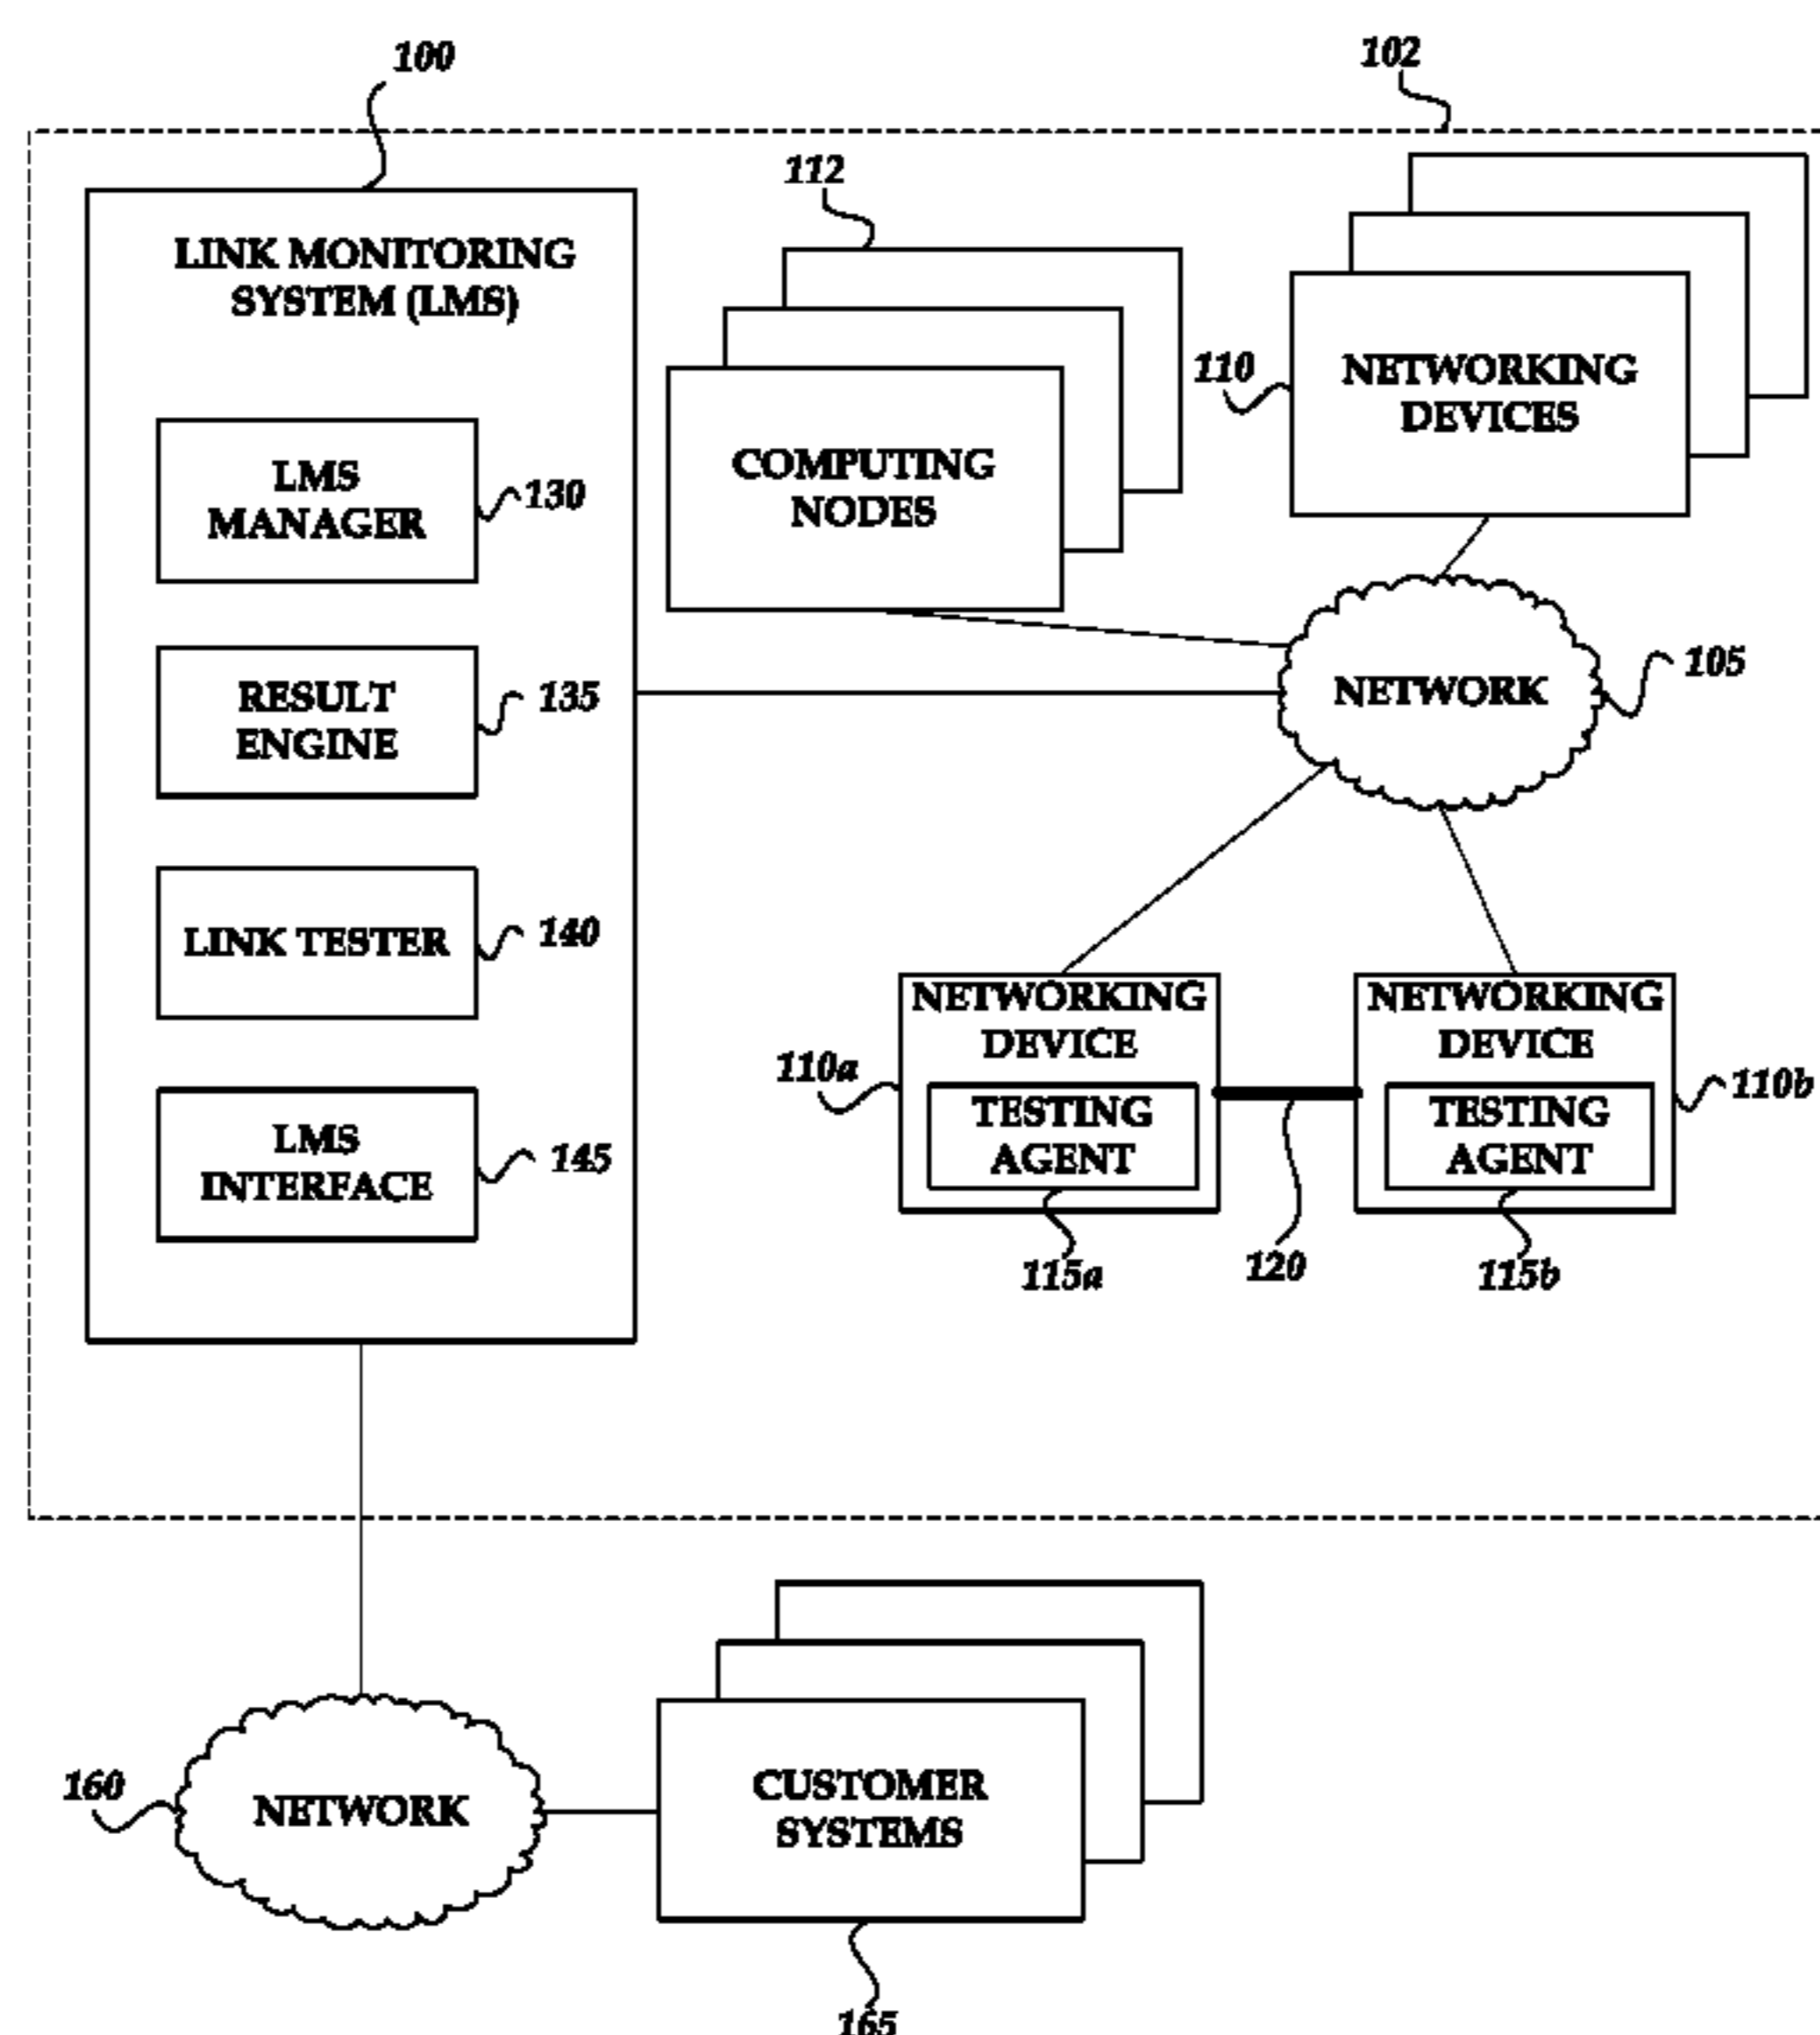 100
102
112
LINK MONITORING
SYSTEM (LMS)
110
NETWORKING
DEVICES
COMPUTING
NODES
LMS
MANAGER
130
RESULT
ENGINE
135
NETWORK
105
LINK TESTER
140
NETWORKING
DEVICE
NETWORKING
DEVICE
110a
110b
TESTING
AGENT
TESTING
AGENT
LMS
INTERFACE
145
115a
120
115b
160
NETWORK
CUSTOMER
SYSTEMS
165